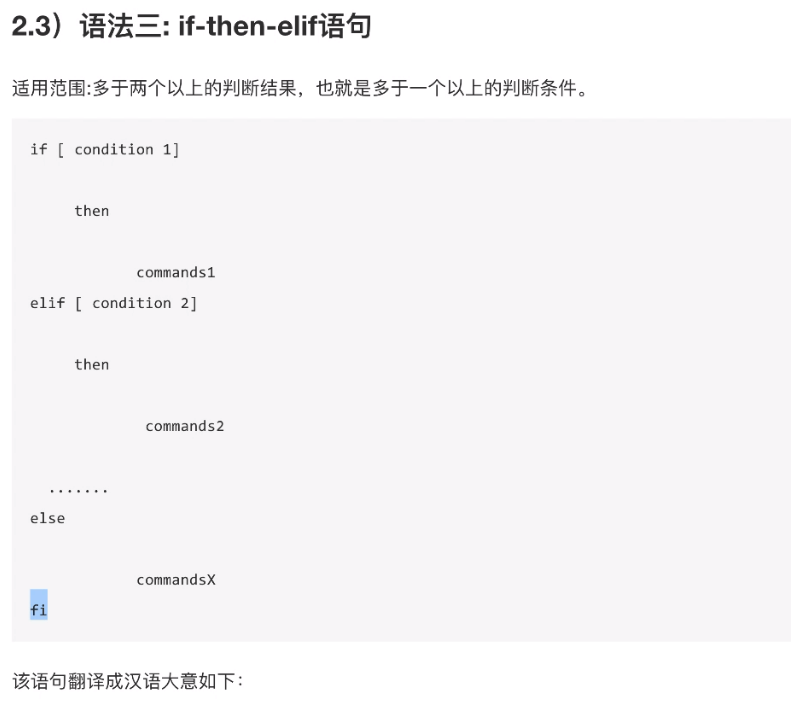 2.3）语法三: if-then-elif语句
适用范围:多于两个以上的判断结果，也就是多于一个以上的判断条件。
if [ condition 1]
then
commands1
elif [ condition 2]
then
commands2
.......
else
commandsX
fi
该语句翻译成汉语大意如下：